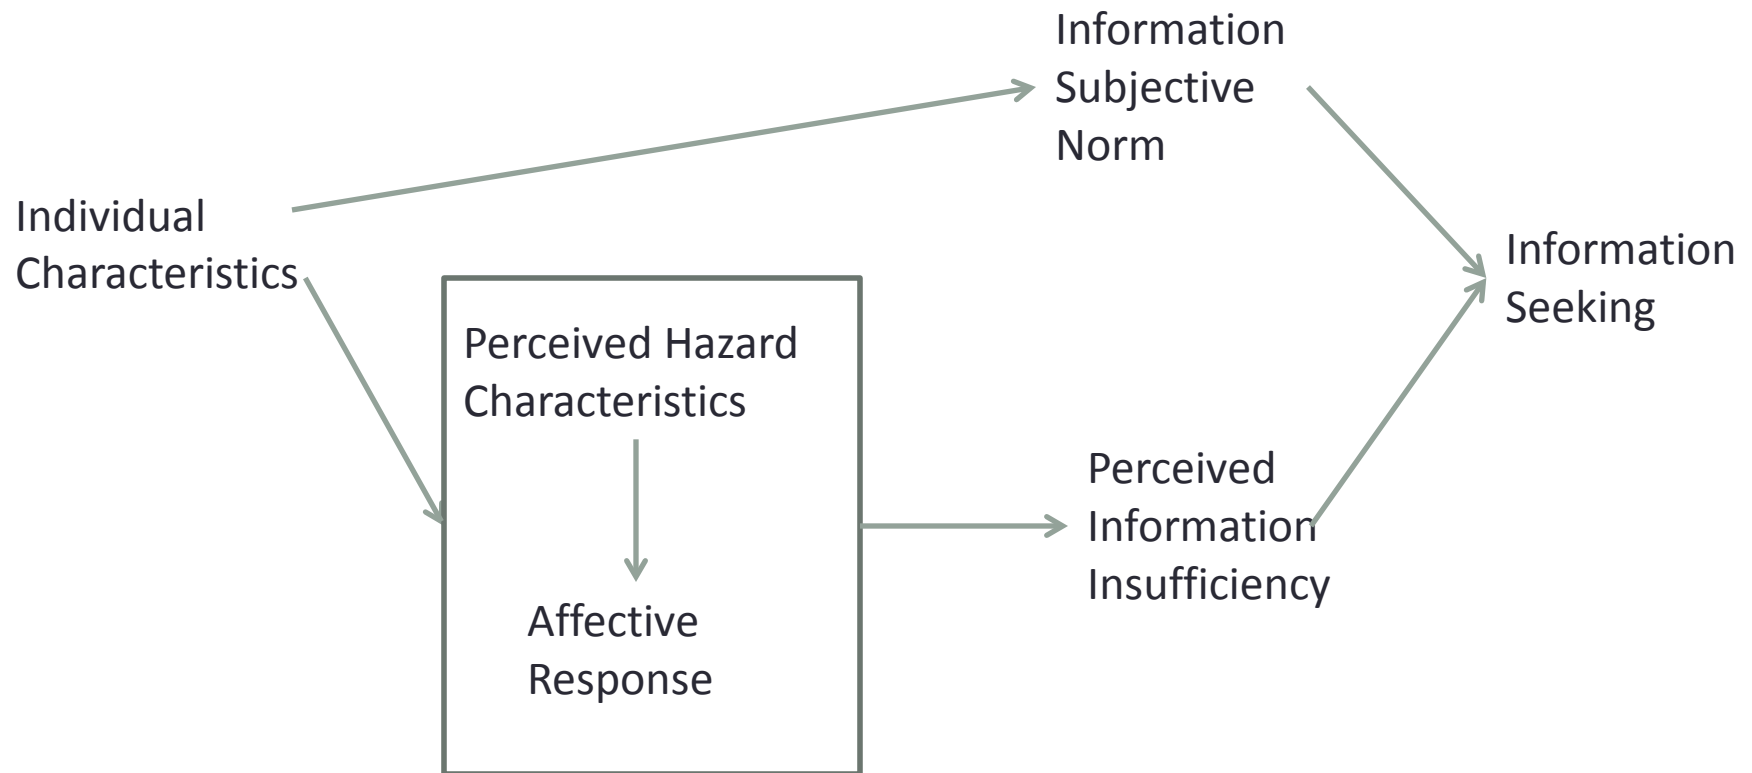 Information
Subjective
Norm
Individual
Characteristics
Information
Seeking
Perceived Hazard
Characteristics
Perceived
Information
Insufficiency
Affective
Response